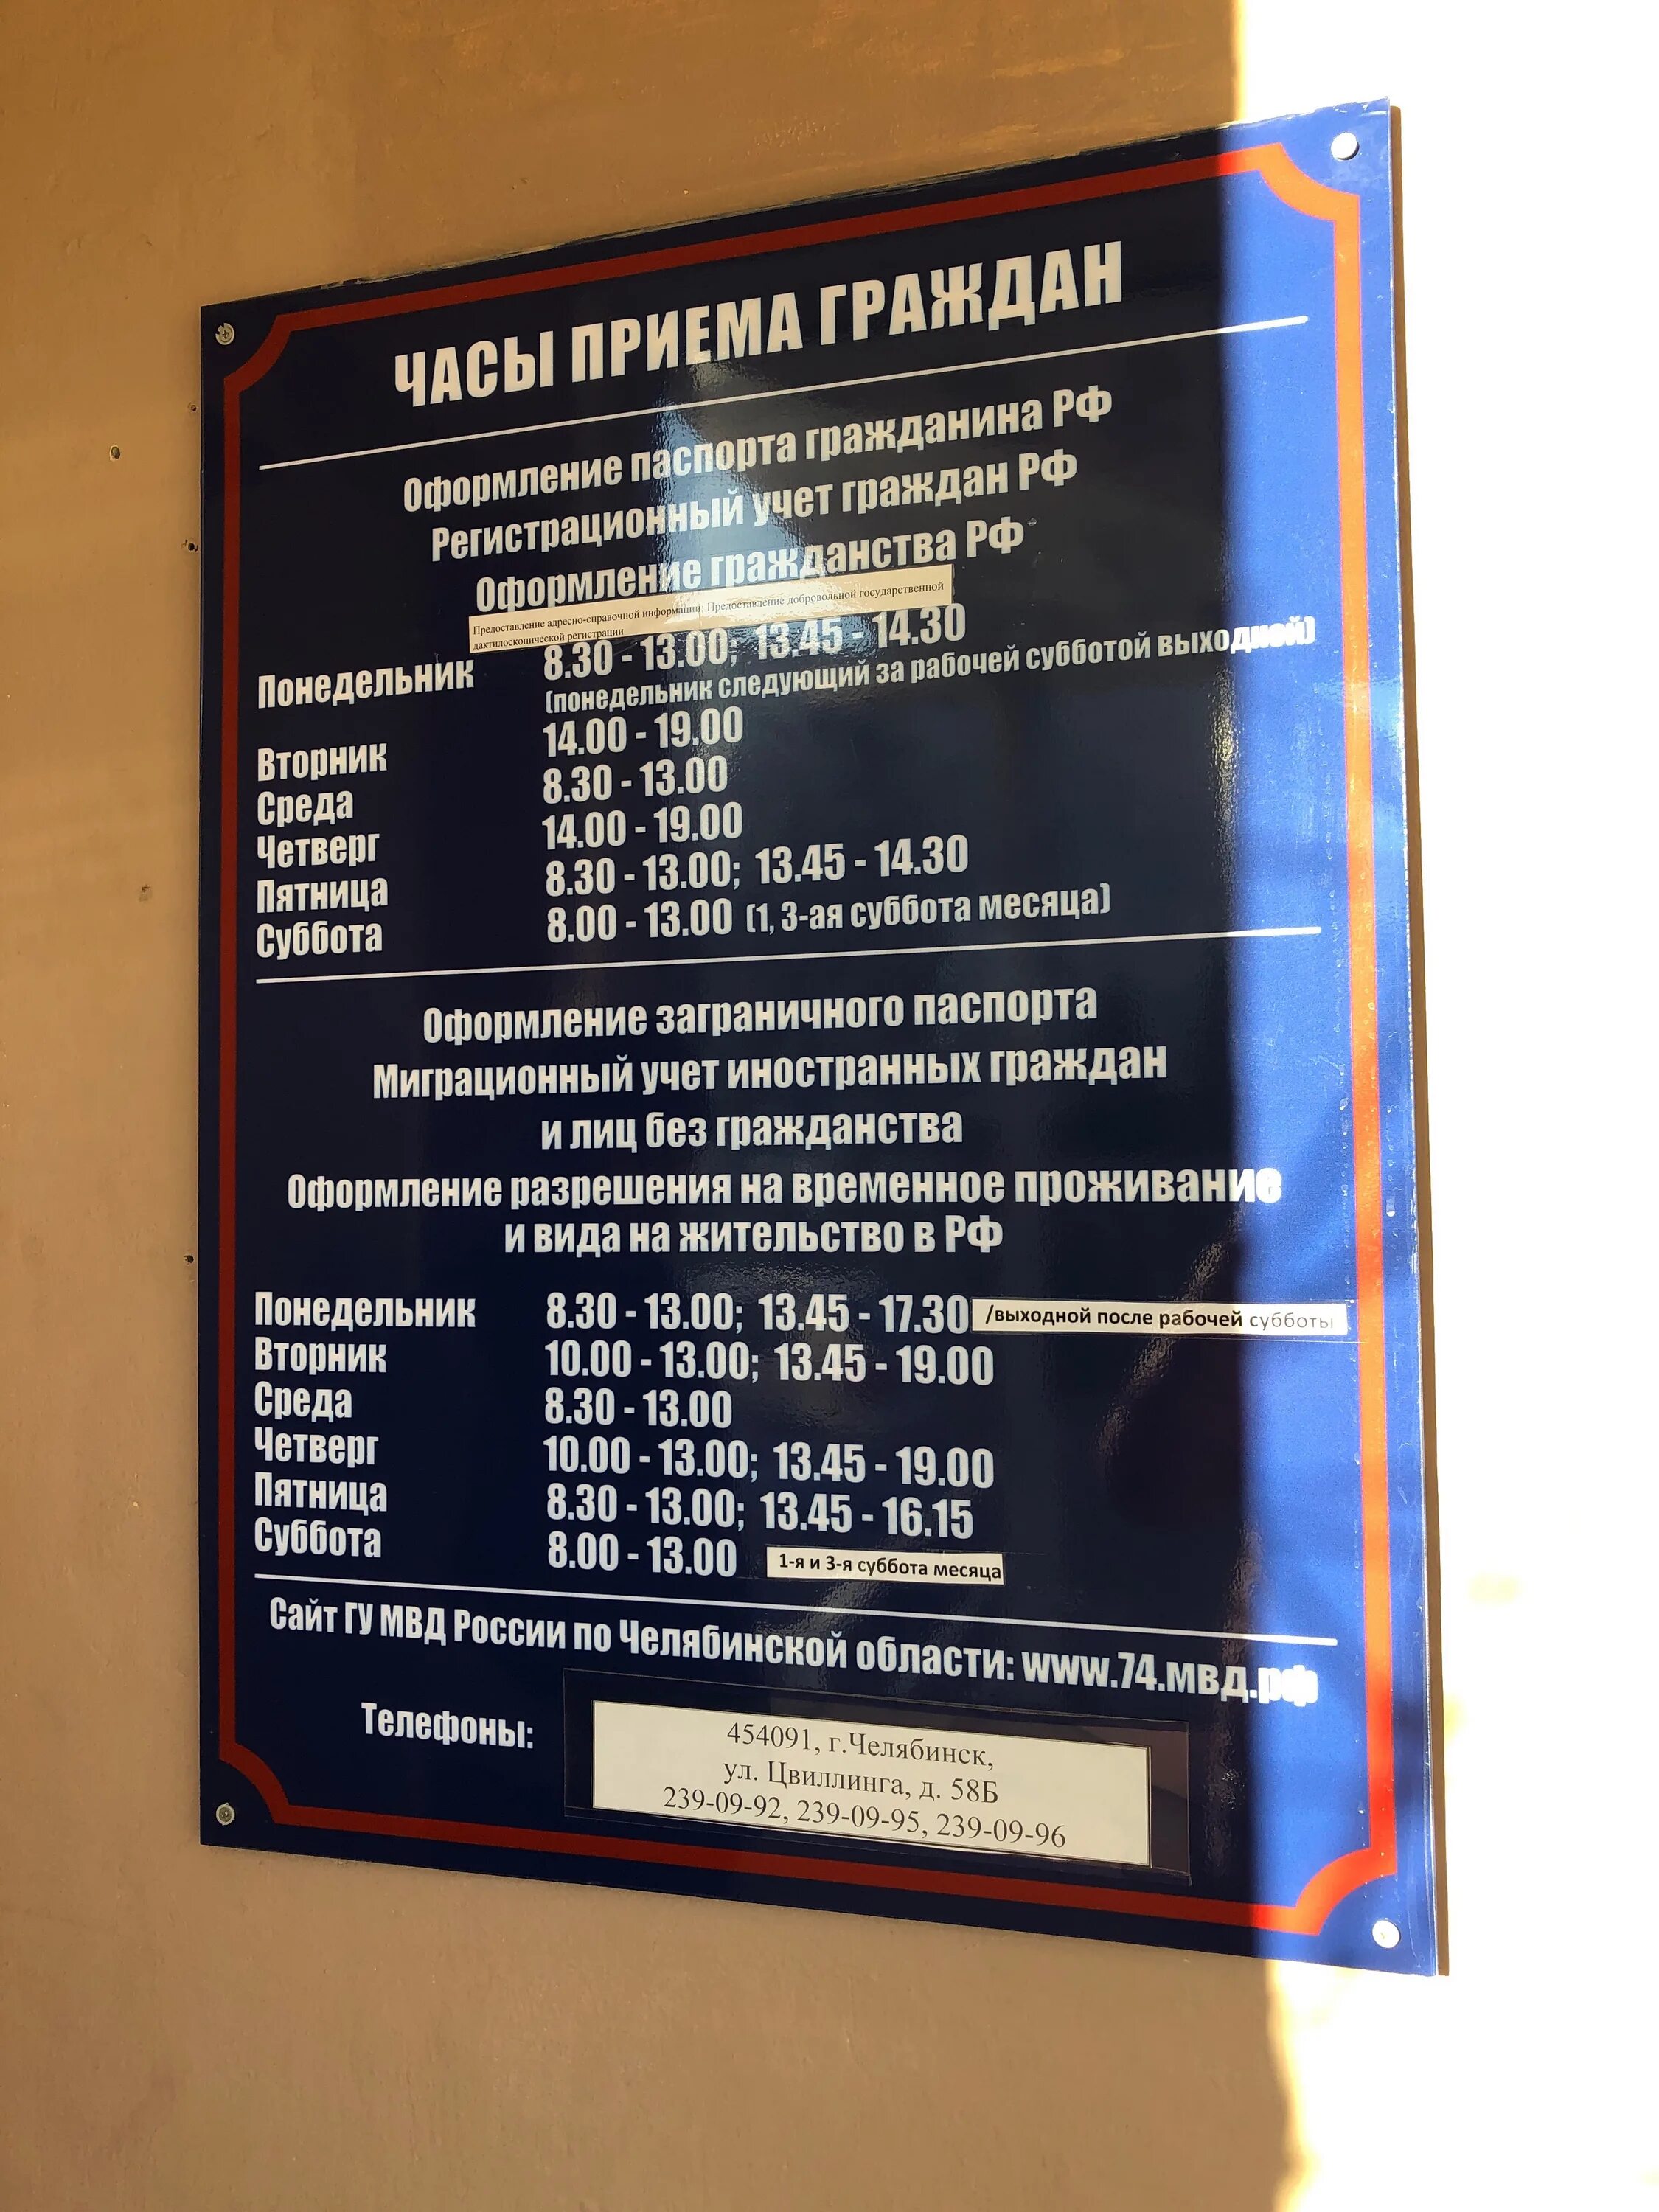 ЧАСЫ ПРИЕМА ГРАЖДАН
Оформление паспорта гражданина РФ
Регистрационный учет граждан РФ
Оформление гражданства РФ
Предоставление адресно-справочной информации; Предоставление добровольной государственной
дактилоскопической регистрации
Понедельник 8.30 - 13.00; 13.45 - 14.30
(понедельник следующий за рабочей субботой выходной)
Вторник 14.00 - 19.00
Среда 8.30 - 13.00
Четверг 14.00 - 19.00
Пятница 8.30 - 13.00; 13.45 - 14.30
Суббота 8.00 - 13.00 (1, 3-ая суббота месяца)
Оформление заграничного паспорта
Миграционный учет иностранных граждан
и лиц без гражданства
Оформление разрешения на временное проживание
и вида на жительство в РФ
Понедельник 8.30 - 13.00; 13.45 - 17.30 /выходной после рабочей субботы
Вторник 10.00 - 13.00; 13.45 - 19.00
Среда 8.30 - 13.00
Четверг 10.00 - 13.00; 13.45 - 19.00
Пятница 8.30 - 13.00; 13.45 - 16.15
Суббота 8.00 - 13.00 1-я и 3-я суббота месяца
Сайт ГУ МВД России по Челябинской области: www.74.мвд.рф
Телефоны:
454091, г.Челябинск,
ул. Цвиллинга, д. 58Б
239-09-92, 239-09-95, 239-09-96